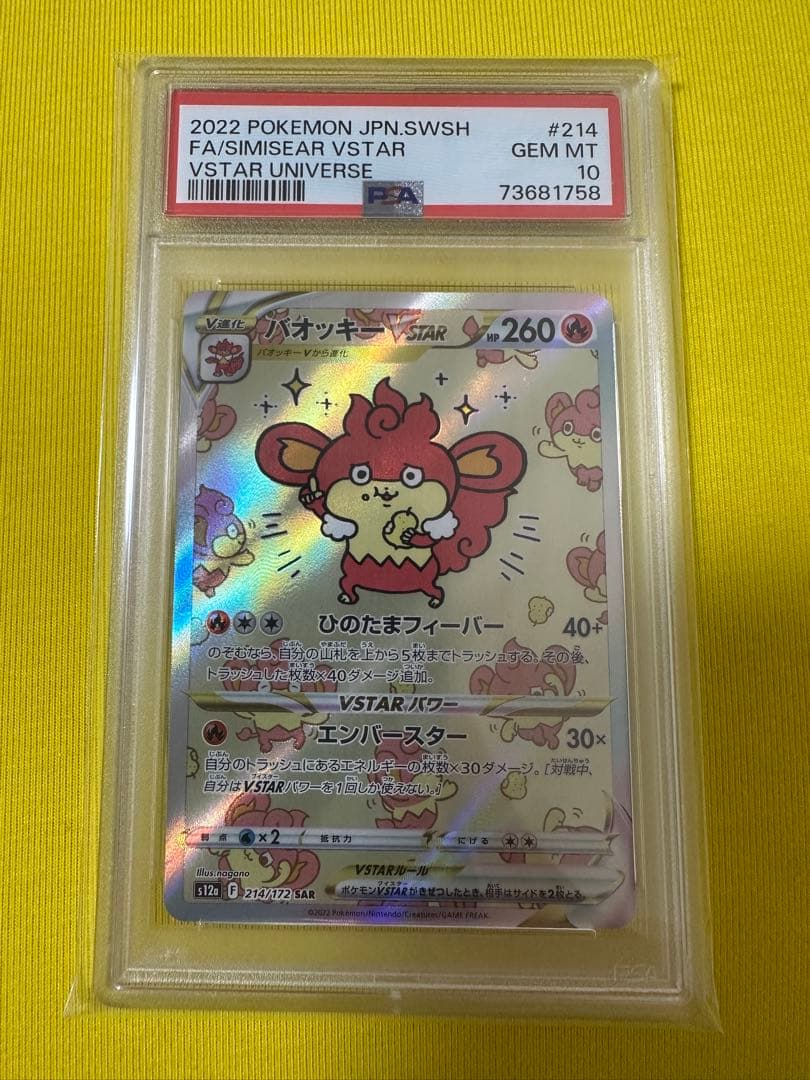 2022 POKEMON JPN.SWSH #214
FA/SIMISEAR VSTAR GEM MT
VSTAR UNIVERSE 10
PSA 73681758
V進化 バオッキー VSTAR HP 260
バオッキーVから進化
ひのたまフィーバー 40+
のぞむなら、自分の山札を上から5枚までトラッシュする。その後、
トラッシュした枚数×40ダメージ追加。
VSTARパワー
エンバースター 30×
自分のトラッシュにあるエネルギーの枚数×30ダメージ。[対戦中、
自分はVSTARパワーを1回しか使えない。]
弱点 ×2 抵抗力 にげる
Illus.nagano VSTARルール
s12a F 214/172 SAR ポケモンVSTARがきぜつしたとき、相手はサイドを2枚とる。
©2022 Pokémon/Nintendo/Creatures/GAME FREAK.
PSA